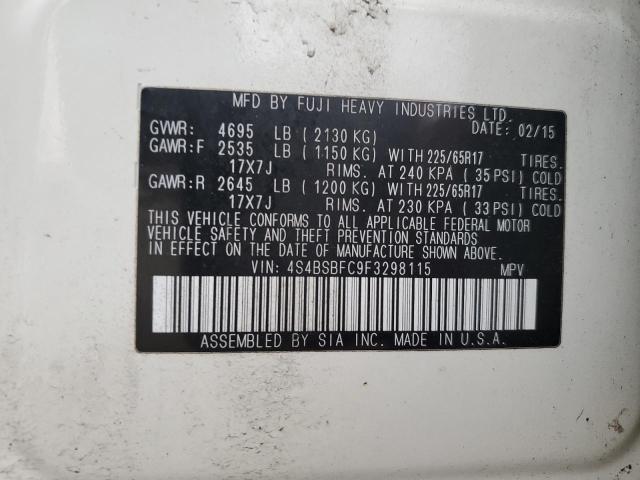 MFD BY FUJI HEAVY INDUSTRIES LTD.
DATE: 02/15
GVWR: 4695 LB ( 2130 KG)
GAWR:F 2535 LB ( 1150 KG) WITH 225/65R17 TIRES.
17X7J RIMS. AT 240 KPA ( 35 PSI) COLD
GAWR:R 2645 LB ( 1200 KG) WITH 225/65R17 TIRES.
17X7J RIMS. AT 230 KPA ( 33 PSI) COLD
THIS VEHICLE CONFORMS TO ALL APPLICABLE FEDERAL MOTOR
VEHICLE SAFETY, BUMPER, AND THEFT PREVENTION STANDARDS
IN EFFECT ON THE DATE OF MANUFACTURE SHOWN ABOVE.
VIN: 4S4BSBFC9F3298115 MPV
ASSEMBLED BY SIA INC. MADE IN U.S.A.